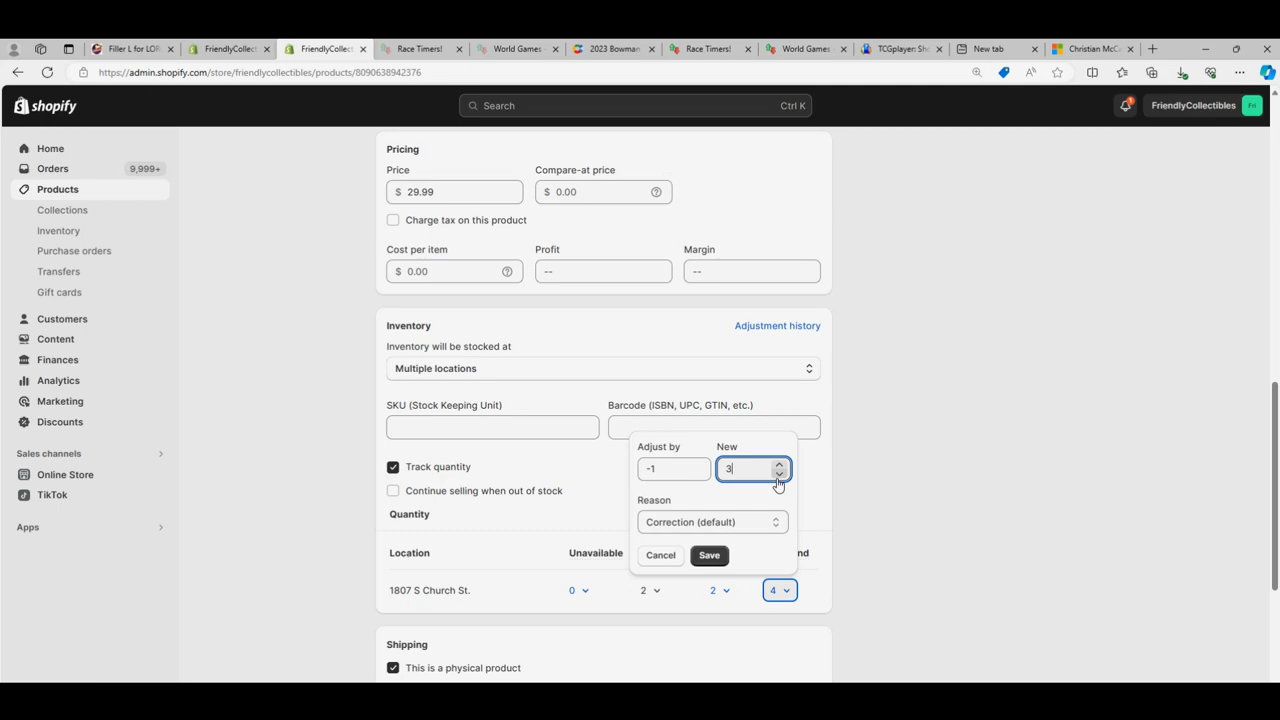 Filler L for LOR
FriendlyCollect
FriendlyCollect
Race Timers!
World Games
2023 Bowman
Race Timers!
World Games
TCGplayer: Sh
New tab
Christian McC
https://admin.shopify.com/store/friendlycollectibles/products/8090638942376
shopify
Search
Ctrl K
FriendlyCollectibles
Fri
Home
Orders
9,999+
Products
Collections
Inventory
Purchase orders
Transfers
Gift cards
Customers
Content
Finances
Analytics
Marketing
Discounts
Sales channels
Online Store
TikTok
Apps
Pricing
Price
Compare-at price
$ 29.99
$ 0.00
Charge tax on this product
Cost per item
Profit
Margin
$ 0.00
--
--
Inventory
Adjustment history
Inventory will be stocked at
Multiple locations
SKU (Stock Keeping Unit)
Barcode (ISBN, UPC, GTIN, etc.)
Adjust by
New
Track quantity
-1
3
Continue selling when out of stock
Reason
Quantity
Correction (default)
Location
Unavailable
Cancel
Save
nd
1807 S Church St.
0
2
2
4
Shipping
This is a physical product